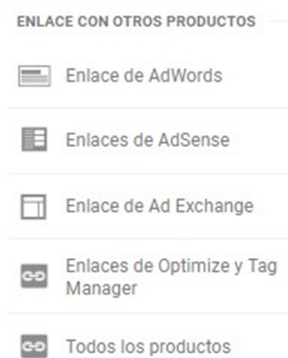 ENLACE CON OTROS PRODUCTOS
Enlace de AdWords
Enlaces de AdSense
Enlace de Ad Exchange
Enlaces de Optimize y Tag
Manager
Todos los productos